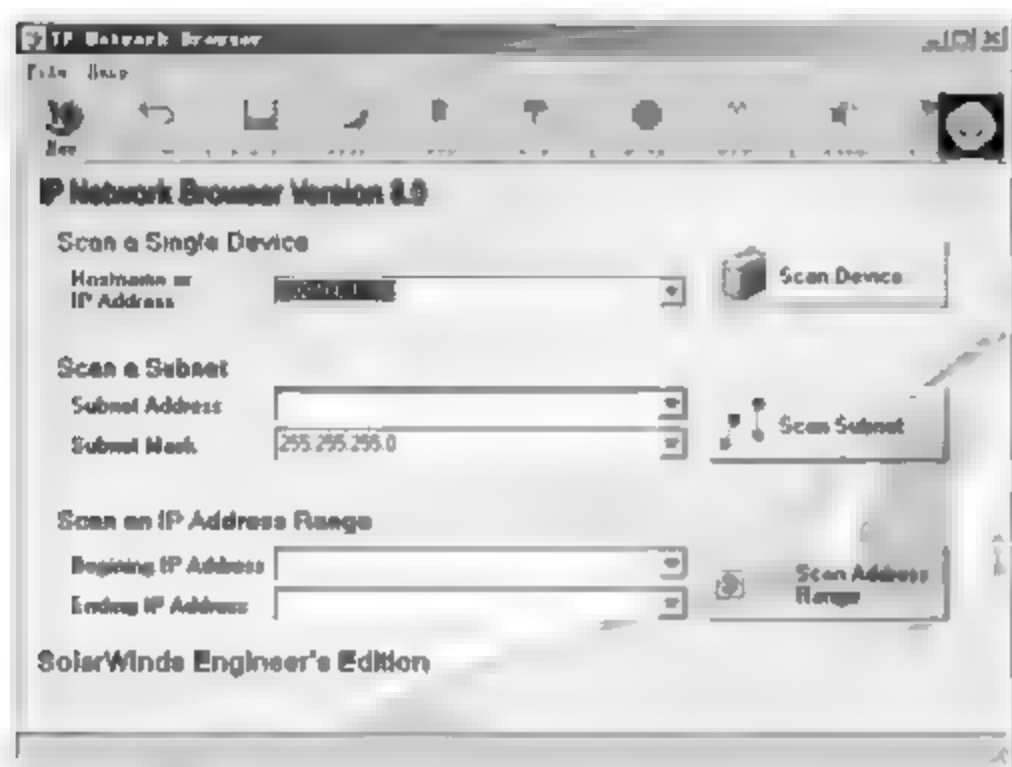 IP Network Browser
File Help
New
IP Network Browser Version 8.0
Scan a Single Device
Hostname or
IP Address
Scan Device
Scan a Subnet
Subnet Address
Subnet Mask
255.255.255.0
Scan Subnet
Scan an IP Address Range
Begining IP Address
Ending IP Address
Scan Address
Range
SolarWinds Engineer's Edition